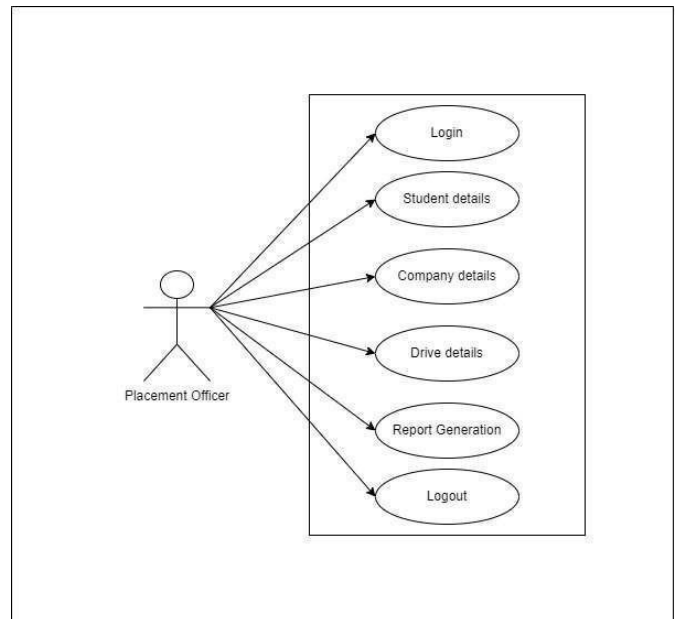 Login
Student details
Company details
Drive details
Placement Officer
Report Generation
Logout